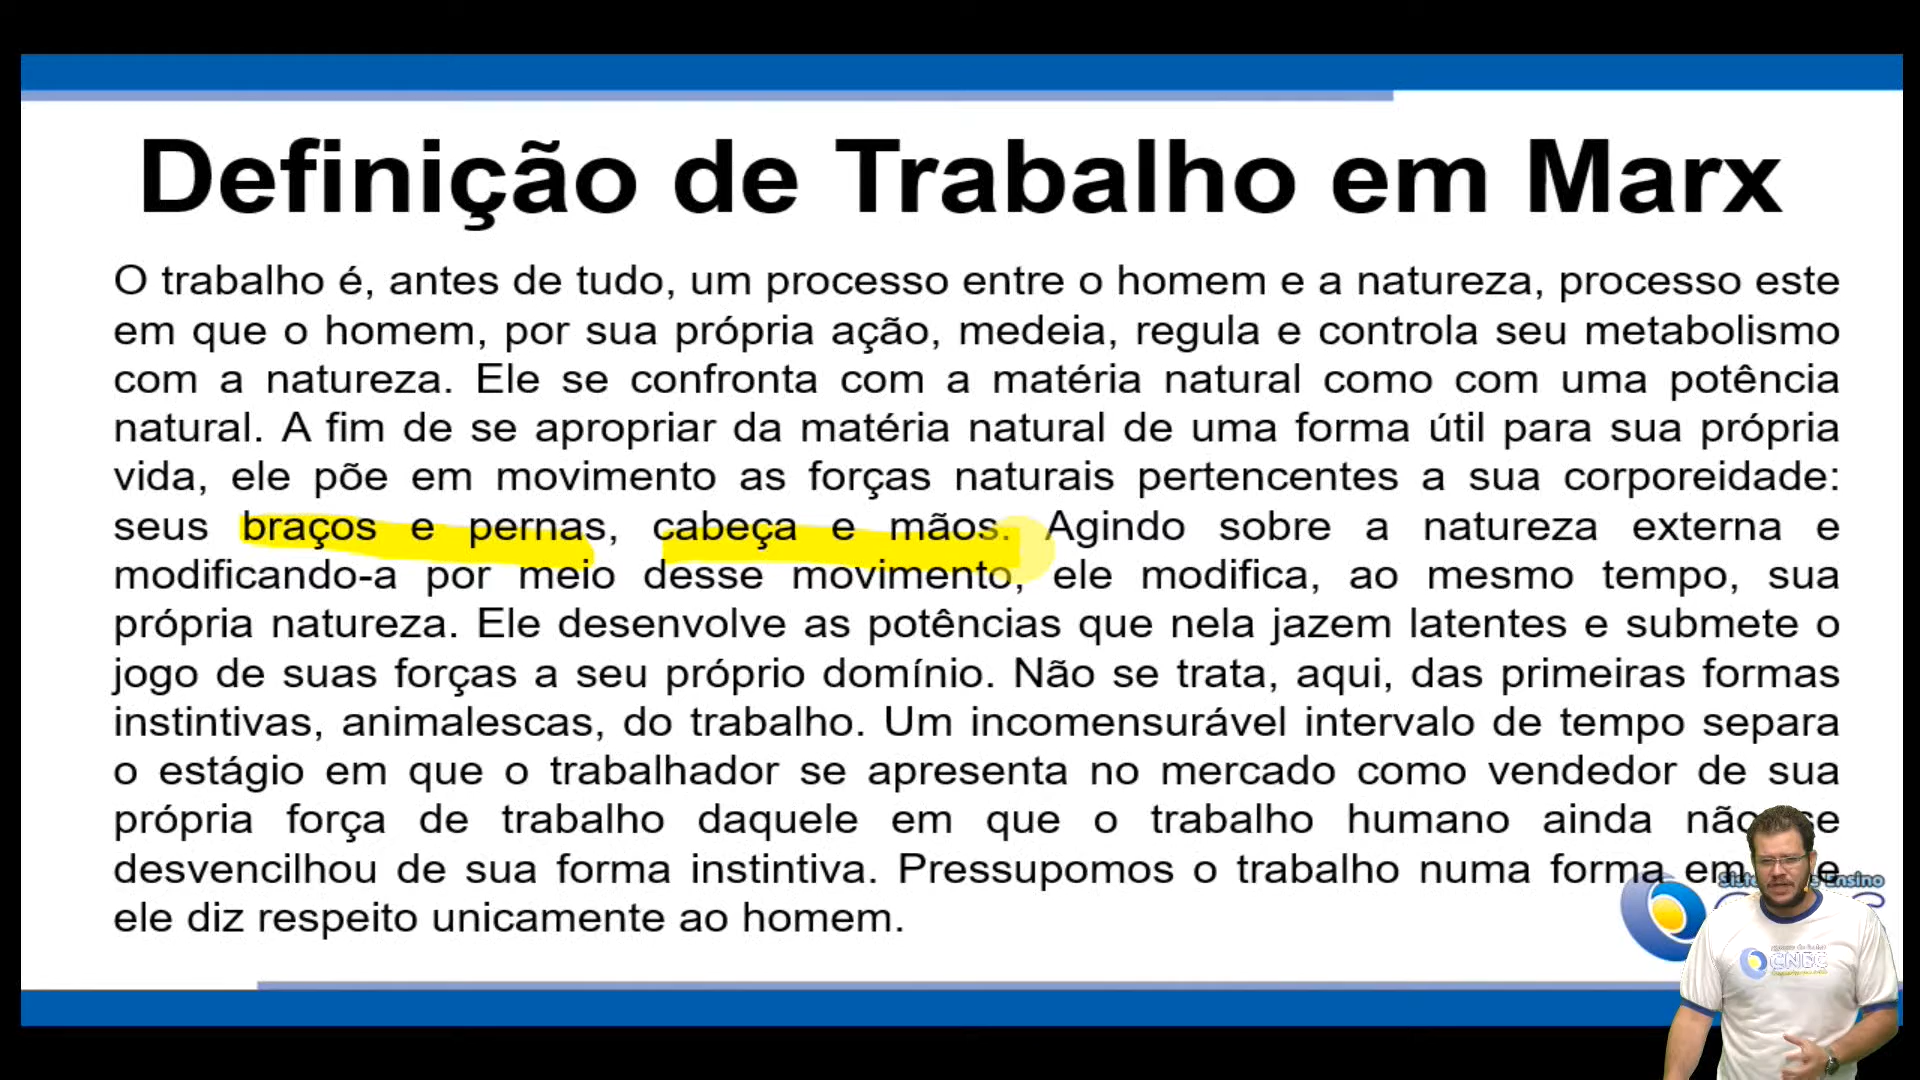 Definição de Trabalho em Marx
O trabalho é, antes de tudo, um processo entre o homem e a natureza, processo este
em que o homem, por sua própria ação, medeia, regula e controla seu metabolismo
com a natureza. Ele se confronta com a matéria natural como com uma potência
natural. A fim de se apropriar da matéria natural de uma forma útil para sua própria
vida, ele põe em movimento as forças naturais pertencentes a sua corporeidade:
seus braços e pernas, cabeça e mãos. Agindo sobre a natureza externa e
modificando-a por meio desse movimento, ele modifica, ao mesmo tempo, sua
própria natureza. Ele desenvolve as potências que nela jazem latentes e submete o
jogo de suas forças a seu próprio domínio. Não se trata, aqui, das primeiras formas
instintivas, animalescas, do trabalho. Um incomensurável intervalo de tempo separa
o estágio em que o trabalhador se apresenta no mercado como vendedor de sua
própria força de trabalho daquele em que o trabalho humano ainda não se
desvencilhou de sua forma instintiva. Pressupomos o trabalho numa forma em
ele diz respeito unicamente ao homem.
Ensino
CNEC